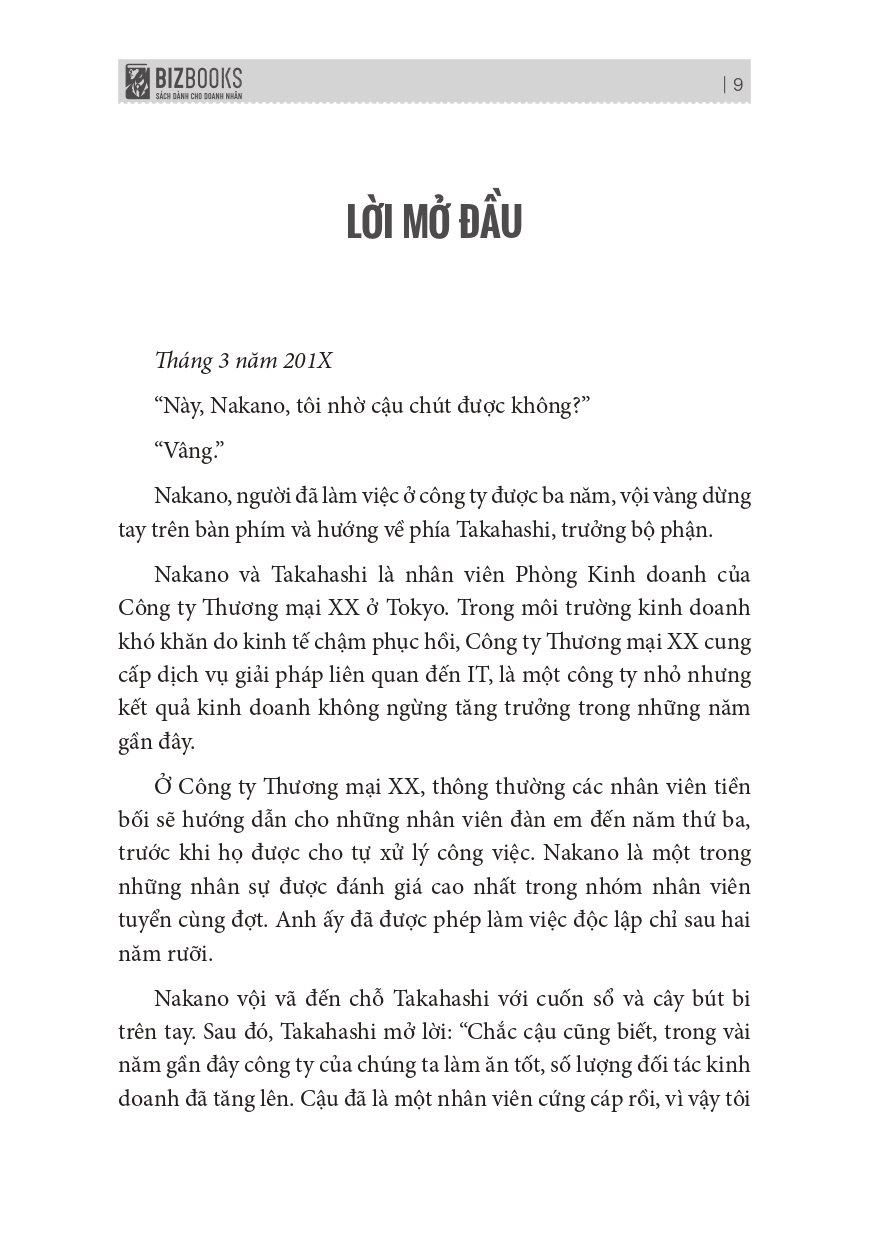 BIZBOOKS
SÁCH DÀNH CHO DOANH NHÂN
| 9
LỜI MỞ ĐẦU
Tháng 3 năm 201X
“Này, Nakano, tôi nhờ cậu chút được không?”
“Vâng.”
Nakano, người đã làm việc ở công ty được ba năm, vội vàng dừng
tay trên bàn phím và hướng về phía Takahashi, trưởng bộ phận.
Nakano và Takahashi là nhân viên Phòng Kinh doanh của
Công ty Thương mại XX ở Tokyo. Trong môi trường kinh doanh
khó khăn do kinh tế chậm phục hồi, Công ty Thương mại XX cung
cấp dịch vụ giải pháp liên quan đến IT, là một công ty nhỏ nhưng
kết quả kinh doanh không ngừng tăng trưởng trong những năm
gần đây.
Ở Công ty Thương mại XX, thông thường các nhân viên tiền
bối sẽ hướng dẫn cho những nhân viên đàn em đến năm thứ ba,
trước khi họ được cho tự xử lý công việc. Nakano là một trong
những nhân sự được đánh giá cao nhất trong nhóm nhân viên
tuyển cùng đợt. Anh ấy đã được phép làm việc độc lập chỉ sau hai
năm rưỡi.
Nakano vội vã đến chỗ Takahashi với cuốn sổ và cây bút bi
trên tay. Sau đó, Takahashi mở lời: “Chắc cậu cũng biết, trong vài
năm gần đây công ty của chúng ta làm ăn tốt, số lượng đối tác kinh
doanh đã tăng lên. Cậu đã là một nhân viên cứng cáp rồi, vì vậy tôi